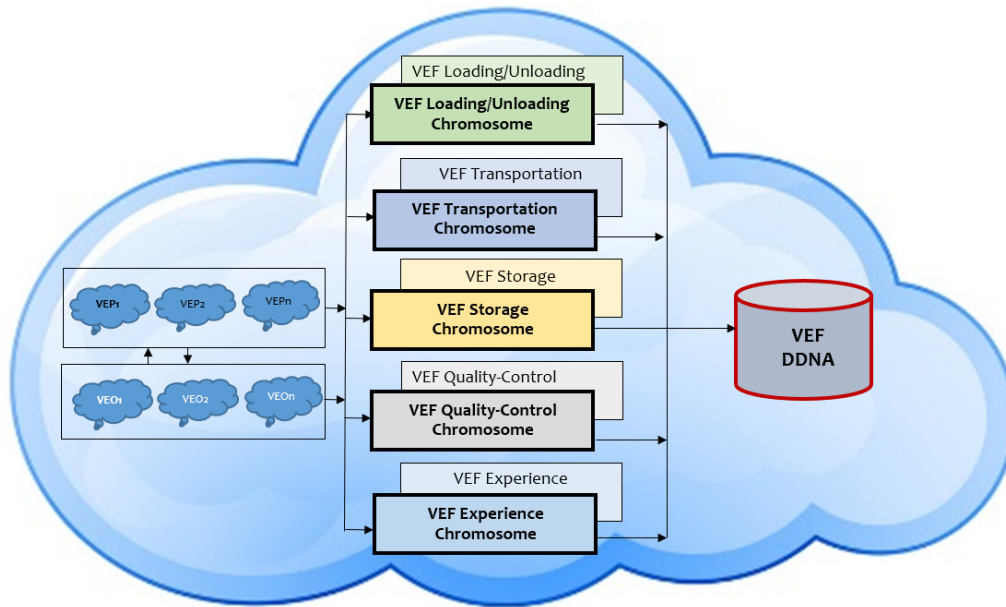 VEF Loading/Unloading
VEF Loading/Unloading
Chromosome
VEF Transportation
VEF Transportation
Chromosome
VEF Storage
VEF Storage
Chromosome
VEF Quality-Control
VEF Quality-Control
Chromosome
VEF Experience
VEF Experience
Chromosome
VEP1
VEP2
VEPn
VEO1
VEO2
VEOn
VEF
DDNA